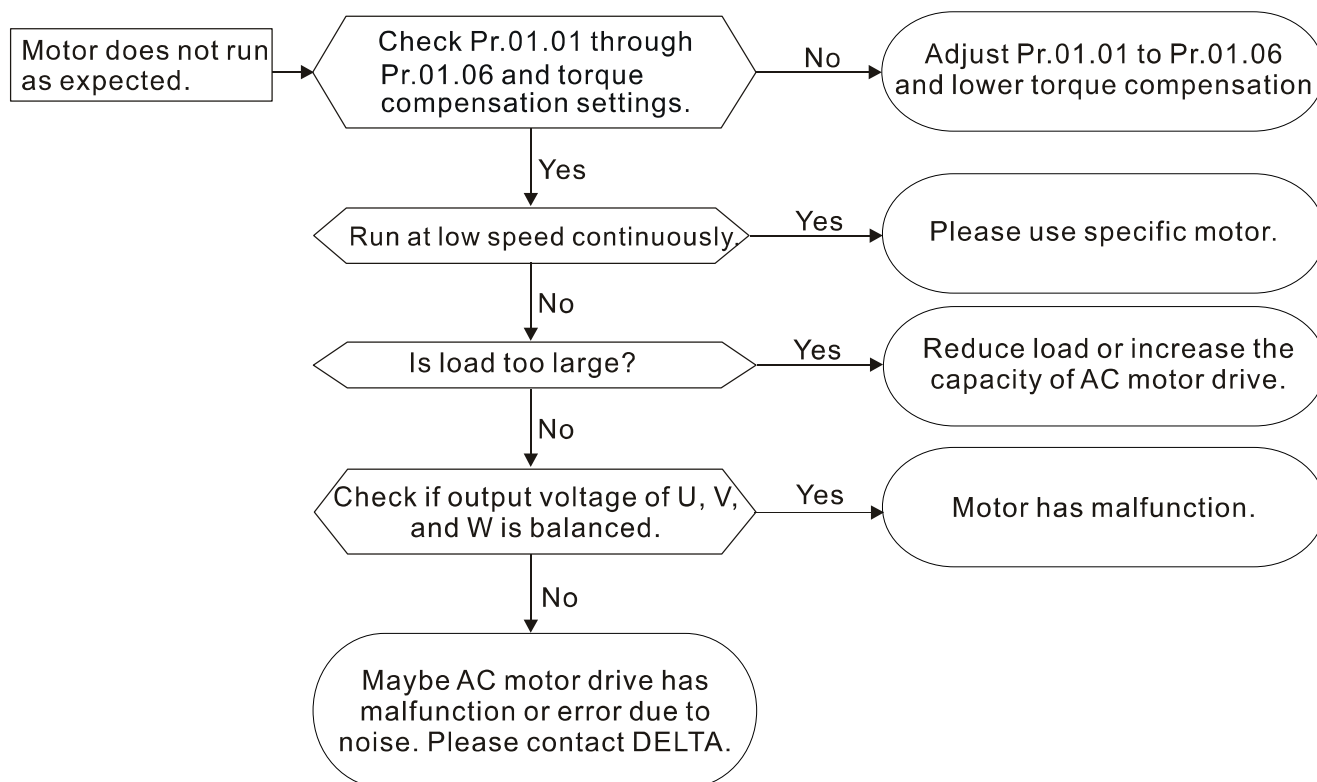 Motor does not run
as expected.
Check Pr.01.01 through
Pr.01.06 and torque
compensation settings.
No
Adjust Pr.01.01 to Pr.01.06
and lower torque compensation
Yes
Run at low speed continuously.
Yes
Please use specific motor.
No
Is load too large?
Yes
Reduce load or increase the
capacity of AC motor drive.
No
Check if output voltage of U, V,
and W is balanced.
Yes
Motor has malfunction.
No
Maybe AC motor drive has
malfunction or error due to
noise. Please contact DELTA.